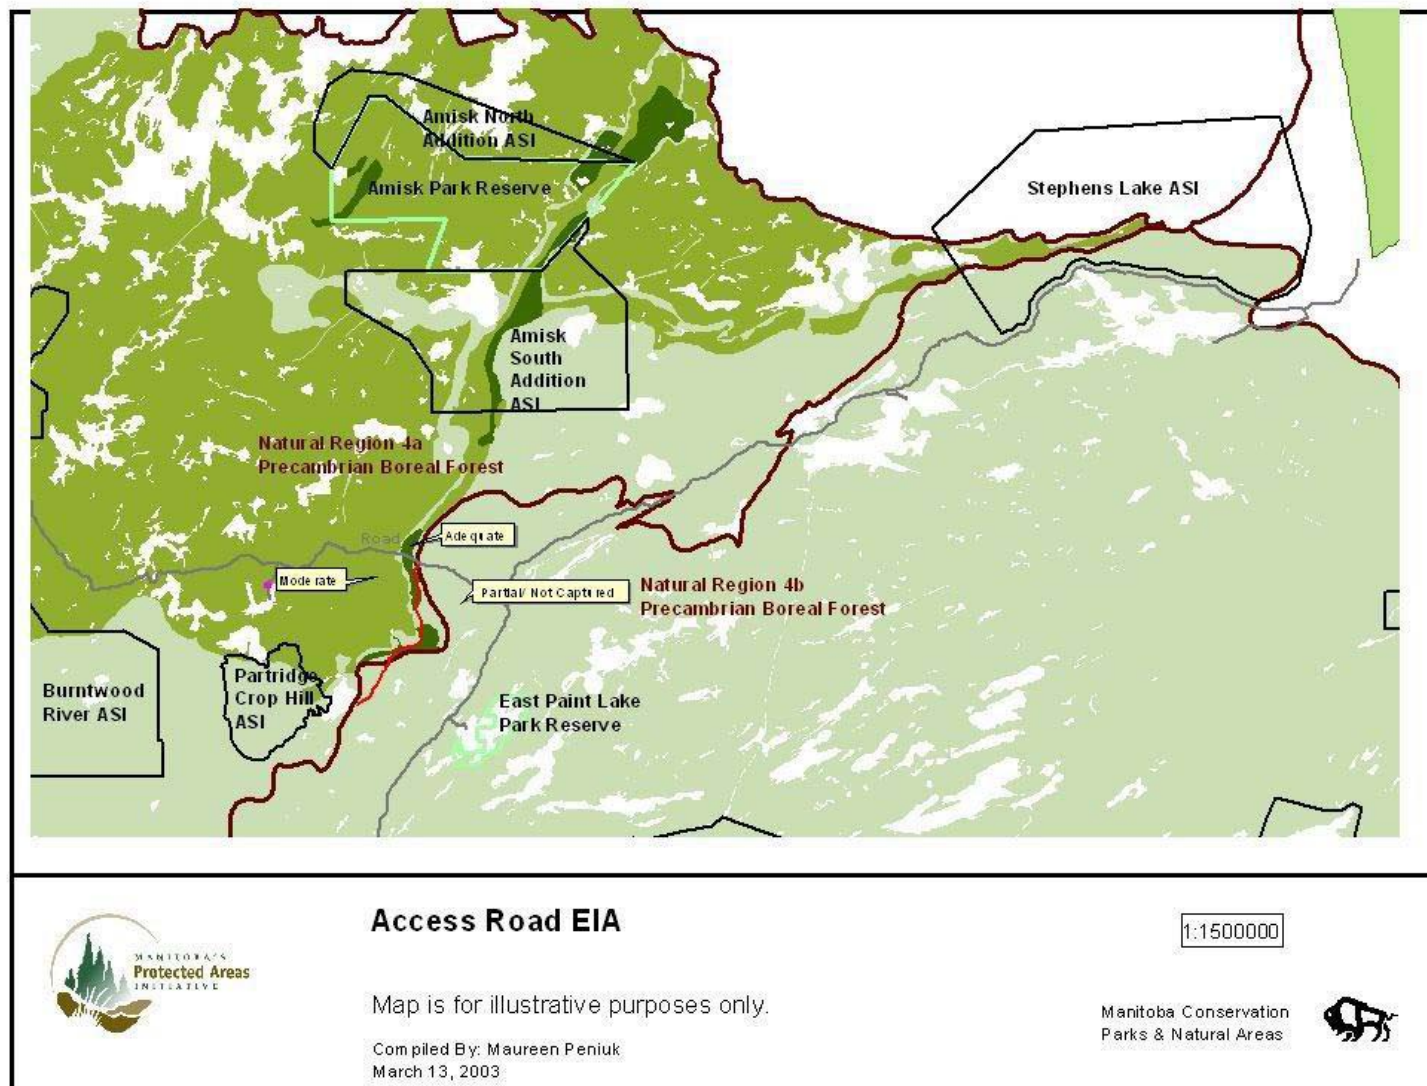 Amisk North
Addition ASI
Amisk Park Reserve
Stephens Lake ASI
Amisk
South
Addition
ASI
Natural Region 4a
Precambrian Boreal Forest
Road
Adequate
Moderate
Partial/ Not Captured
Natural Region 4b
Precambrian Boreal Forest
Burntwood
River ASI
Partridge
Crop Hill
ASI
East Paint Lake
Park Reserve
MANITOBA'S
Protected Areas
INITIATIVE
Access Road EIA
1:1500000
Map is for illustrative purposes only.
Compiled By: Maureen Peniuk
March 13, 2003
Manitoba Conservation
Parks & Natural Areas